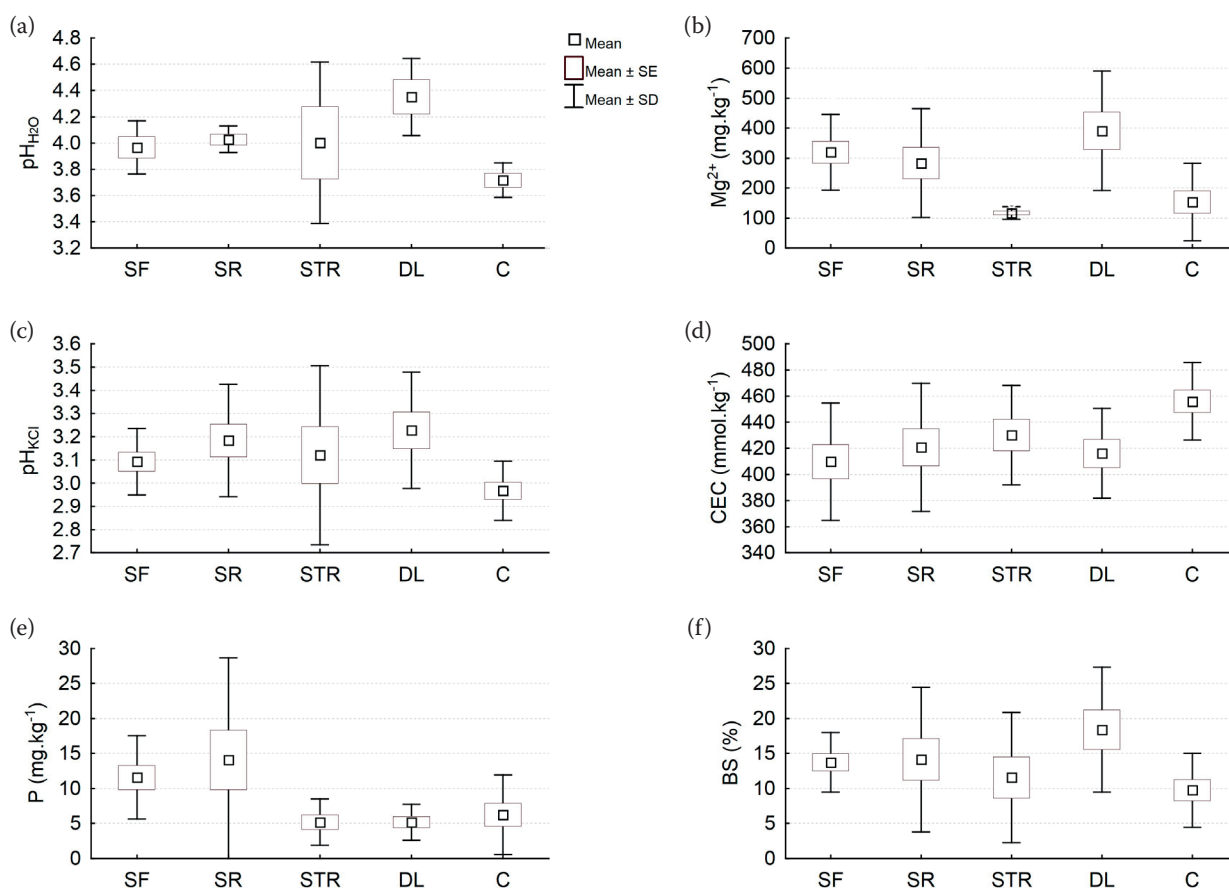 (a)
pH_H2O
4.8
4.6
4.4
4.2
4.0
3.8
3.6
3.4
3.2
SF SR STR DL C
Mean
Mean ± SE
Mean ± SD
(b)
Mg²⁺ (mg.kg⁻¹)
700
600
500
400
300
200
100
0
SF SR STR DL C
(c)
pH_KCl
3.6
3.5
3.4
3.3
3.2
3.1
3.0
2.9
2.8
2.7
SF SR STR DL C
(d)
CEC (mmol.kg⁻¹)
500
480
460
440
420
400
380
360
340
SF SR STR DL C
(e)
P (mg.kg⁻¹)
30
25
20
15
10
5
0
SF SR STR DL C
(f)
BS (%)
30
25
20
15
10
5
0
SF SR STR DL C